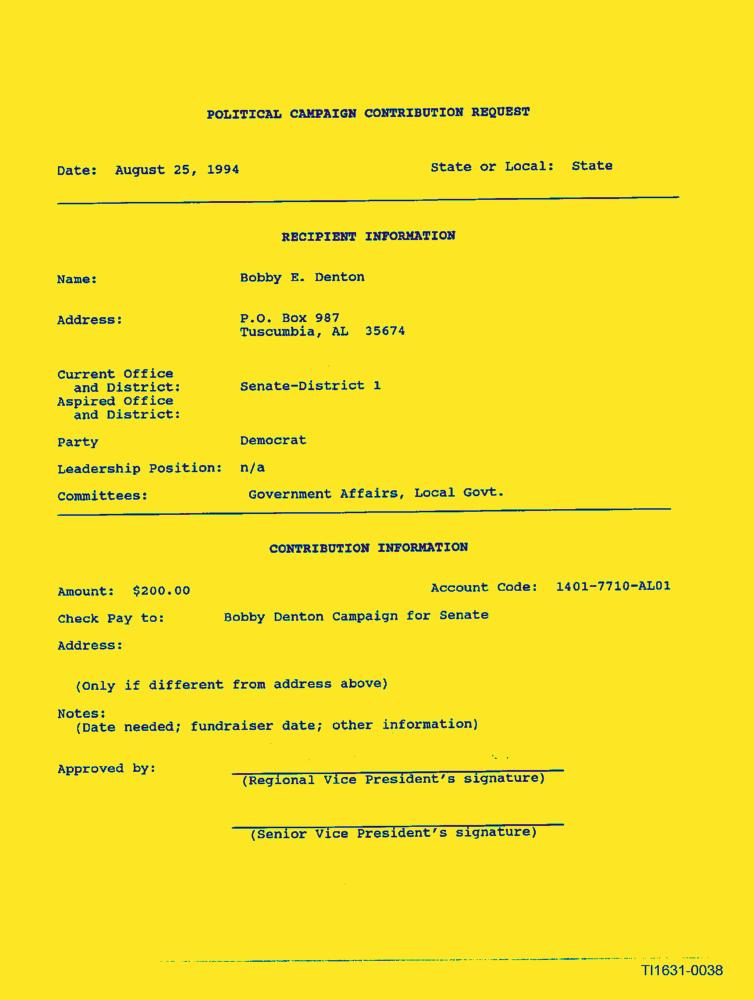 POLITICAL CAMPAIGN CONTRIBUTION REQUEST
Date: August 25, 1994 State or Local: State
RECIPIENT INFORMATION
Name: Bobby E. Denton
Address: P.O. Box 987
Tuscumbia, AL 35674
Current Office
and District: Senate-District 1
Aspired Office
and District:
Party Democrat
Leadership Position: n/a
Committees: Government Affairs, Local Govt.
CONTRIBUTION INFORMATION
Amount: $200.00 Account Code: 1401-7710-AL01
Check Pay to: Bobby Denton Campaign for Senate
Address:
(Only if different from address above)
Notes:
(Date needed; fundraiser date; other information)
Approved by:
(Regional Vice President's signature)
(Senior Vice President's signature)
TI1631-0038